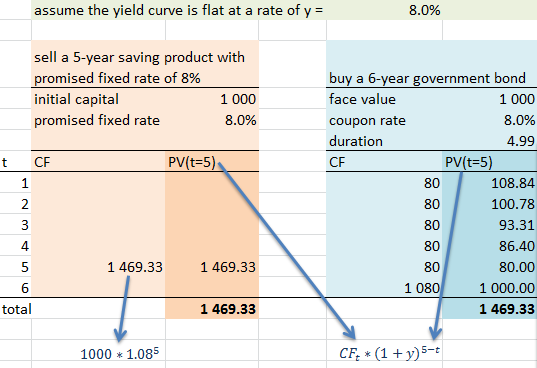 assume the yield curve is flat at a rate of y = 8.0%
sell a 5-year saving product with
promised fixed rate of 8% buy a 6-year government bond
initial capital 1 000 face value 1 000
promised fixed rate 8.0% coupon rate 8.0%
duration 4.99
t CF PV(t=5) CF PV(t=5)
1 80 108.84
2 80 100.78
3 80 93.31
4 80 86.40
5 1 469.33 1 469.33 80 80.00
6 1 080 1 000.00
total 1 469.33 1 469.33
1000 ∗ 1.08⁵ CFₜ ∗ (1 + y)⁵⁻ᵗ